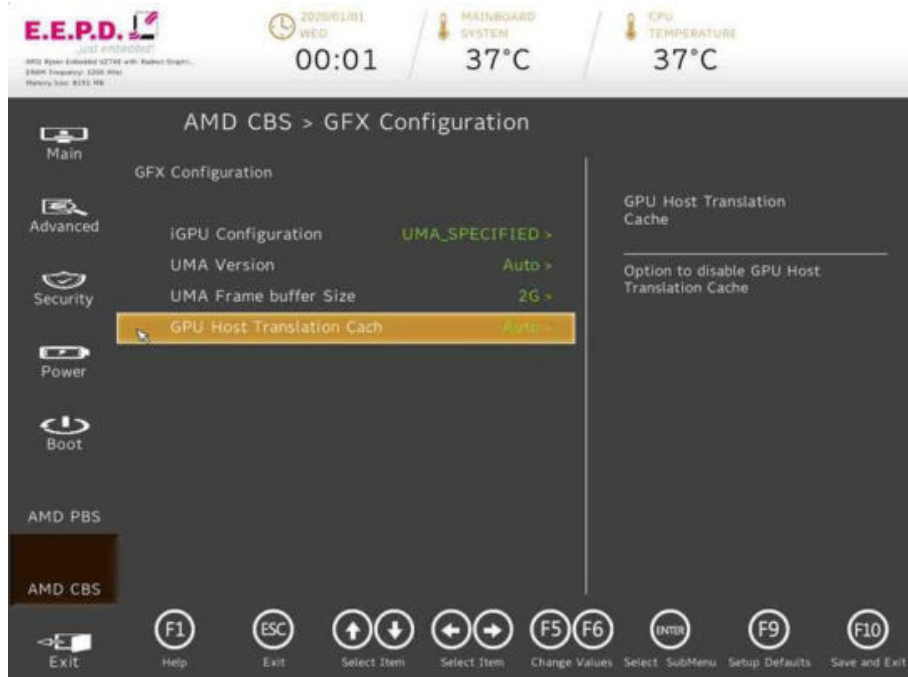 E.E.P.D.
just embedded!
2020/01/01
WED
00:01
MAINBOARD
SYSTEM
37°C
CPU
TEMPERATURE
37°C
AMD CBS > GFX Configuration
Main
Advanced
Security
Power
Boot
AMD PBS
AMD CBS
Exit
GFX Configuration
iGPU Configuration UMA_SPECIFIED >
UMA Version Auto >
UMA Frame buffer Size 2G >
GPU Host Translation Cach Auto >
GPU Host Translation
Cache
Option to disable GPU Host
Translation Cache
F1
Help
ESC
Exit
Select Item
Select Item
F5 F6
Change Values
ENTER
Select SubMenu
F9
Setup Defaults
F10
Save and Exit